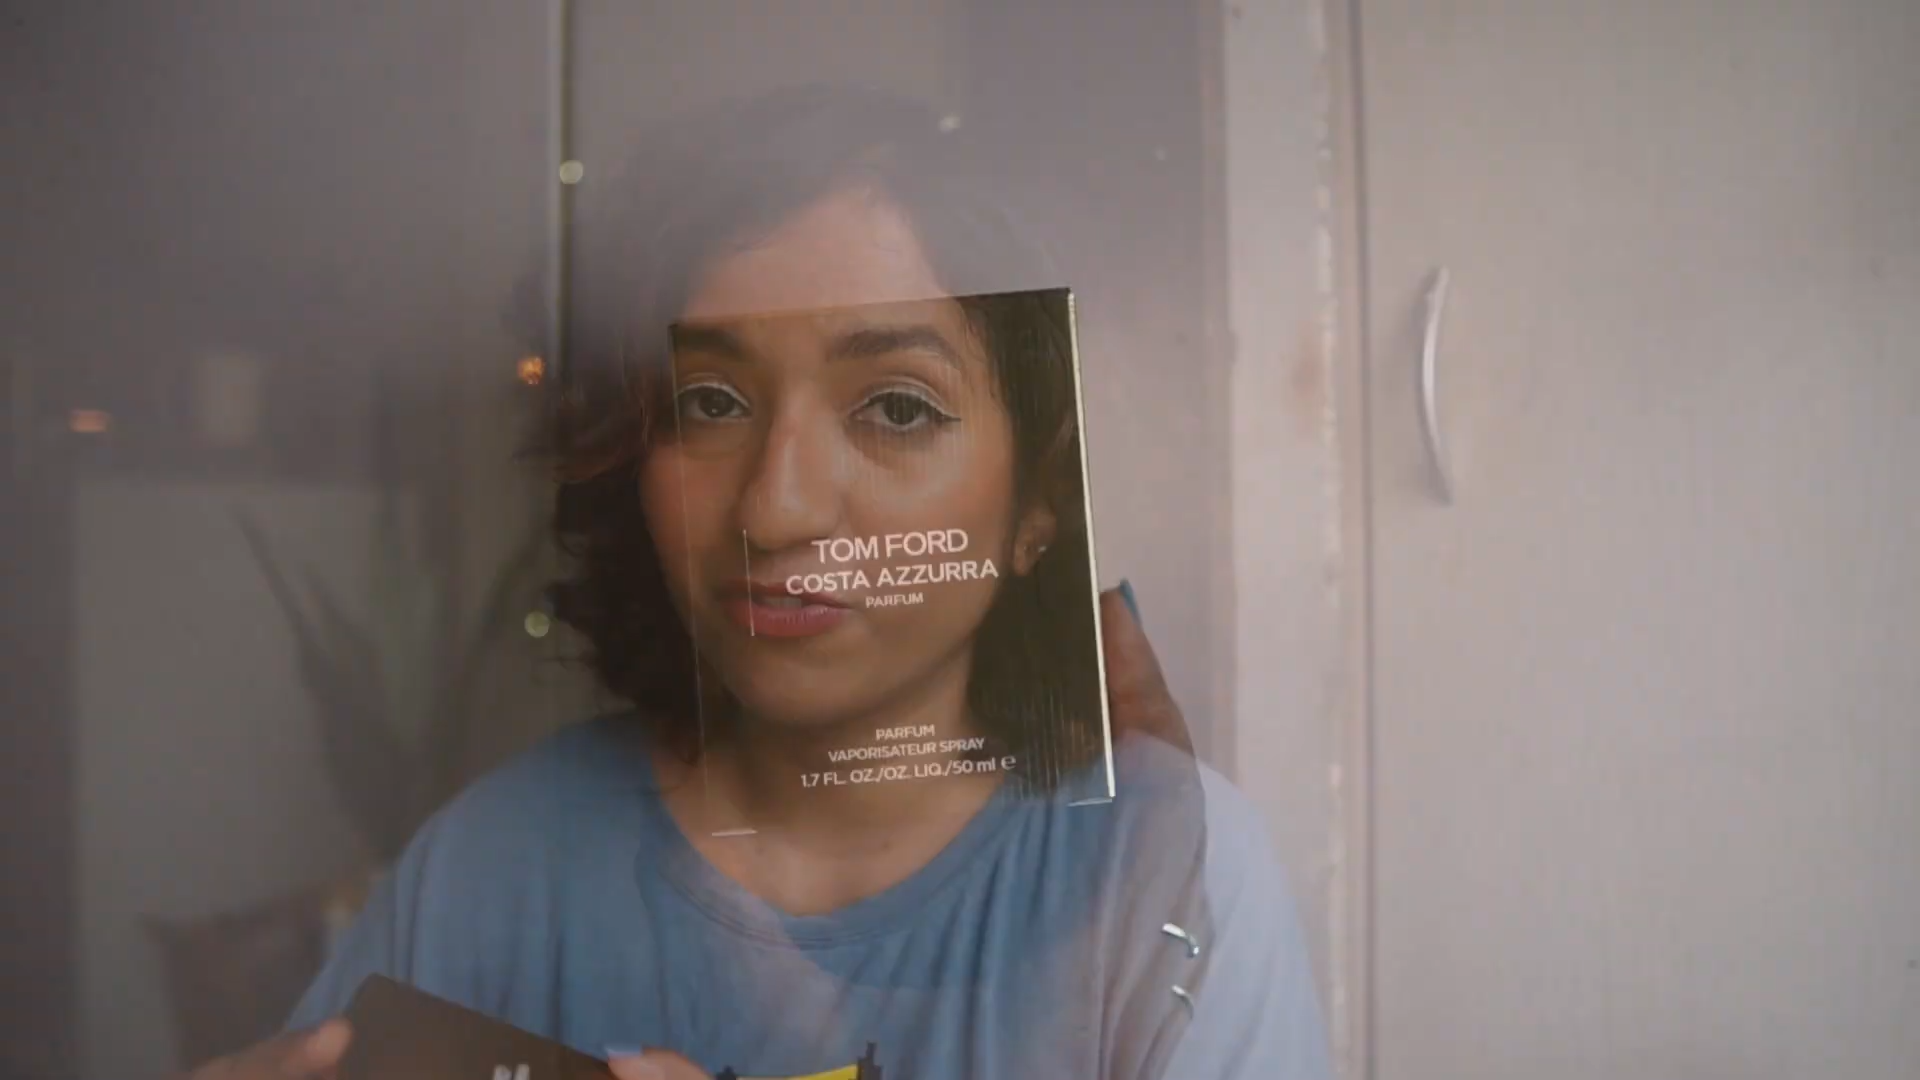 TOM FORD
COSTA AZZURRA
PARFUM
PARFUM
VAPORISATEUR SPRAY
1.7 FL. OZ./OZ. LIQ./50 ml ℮